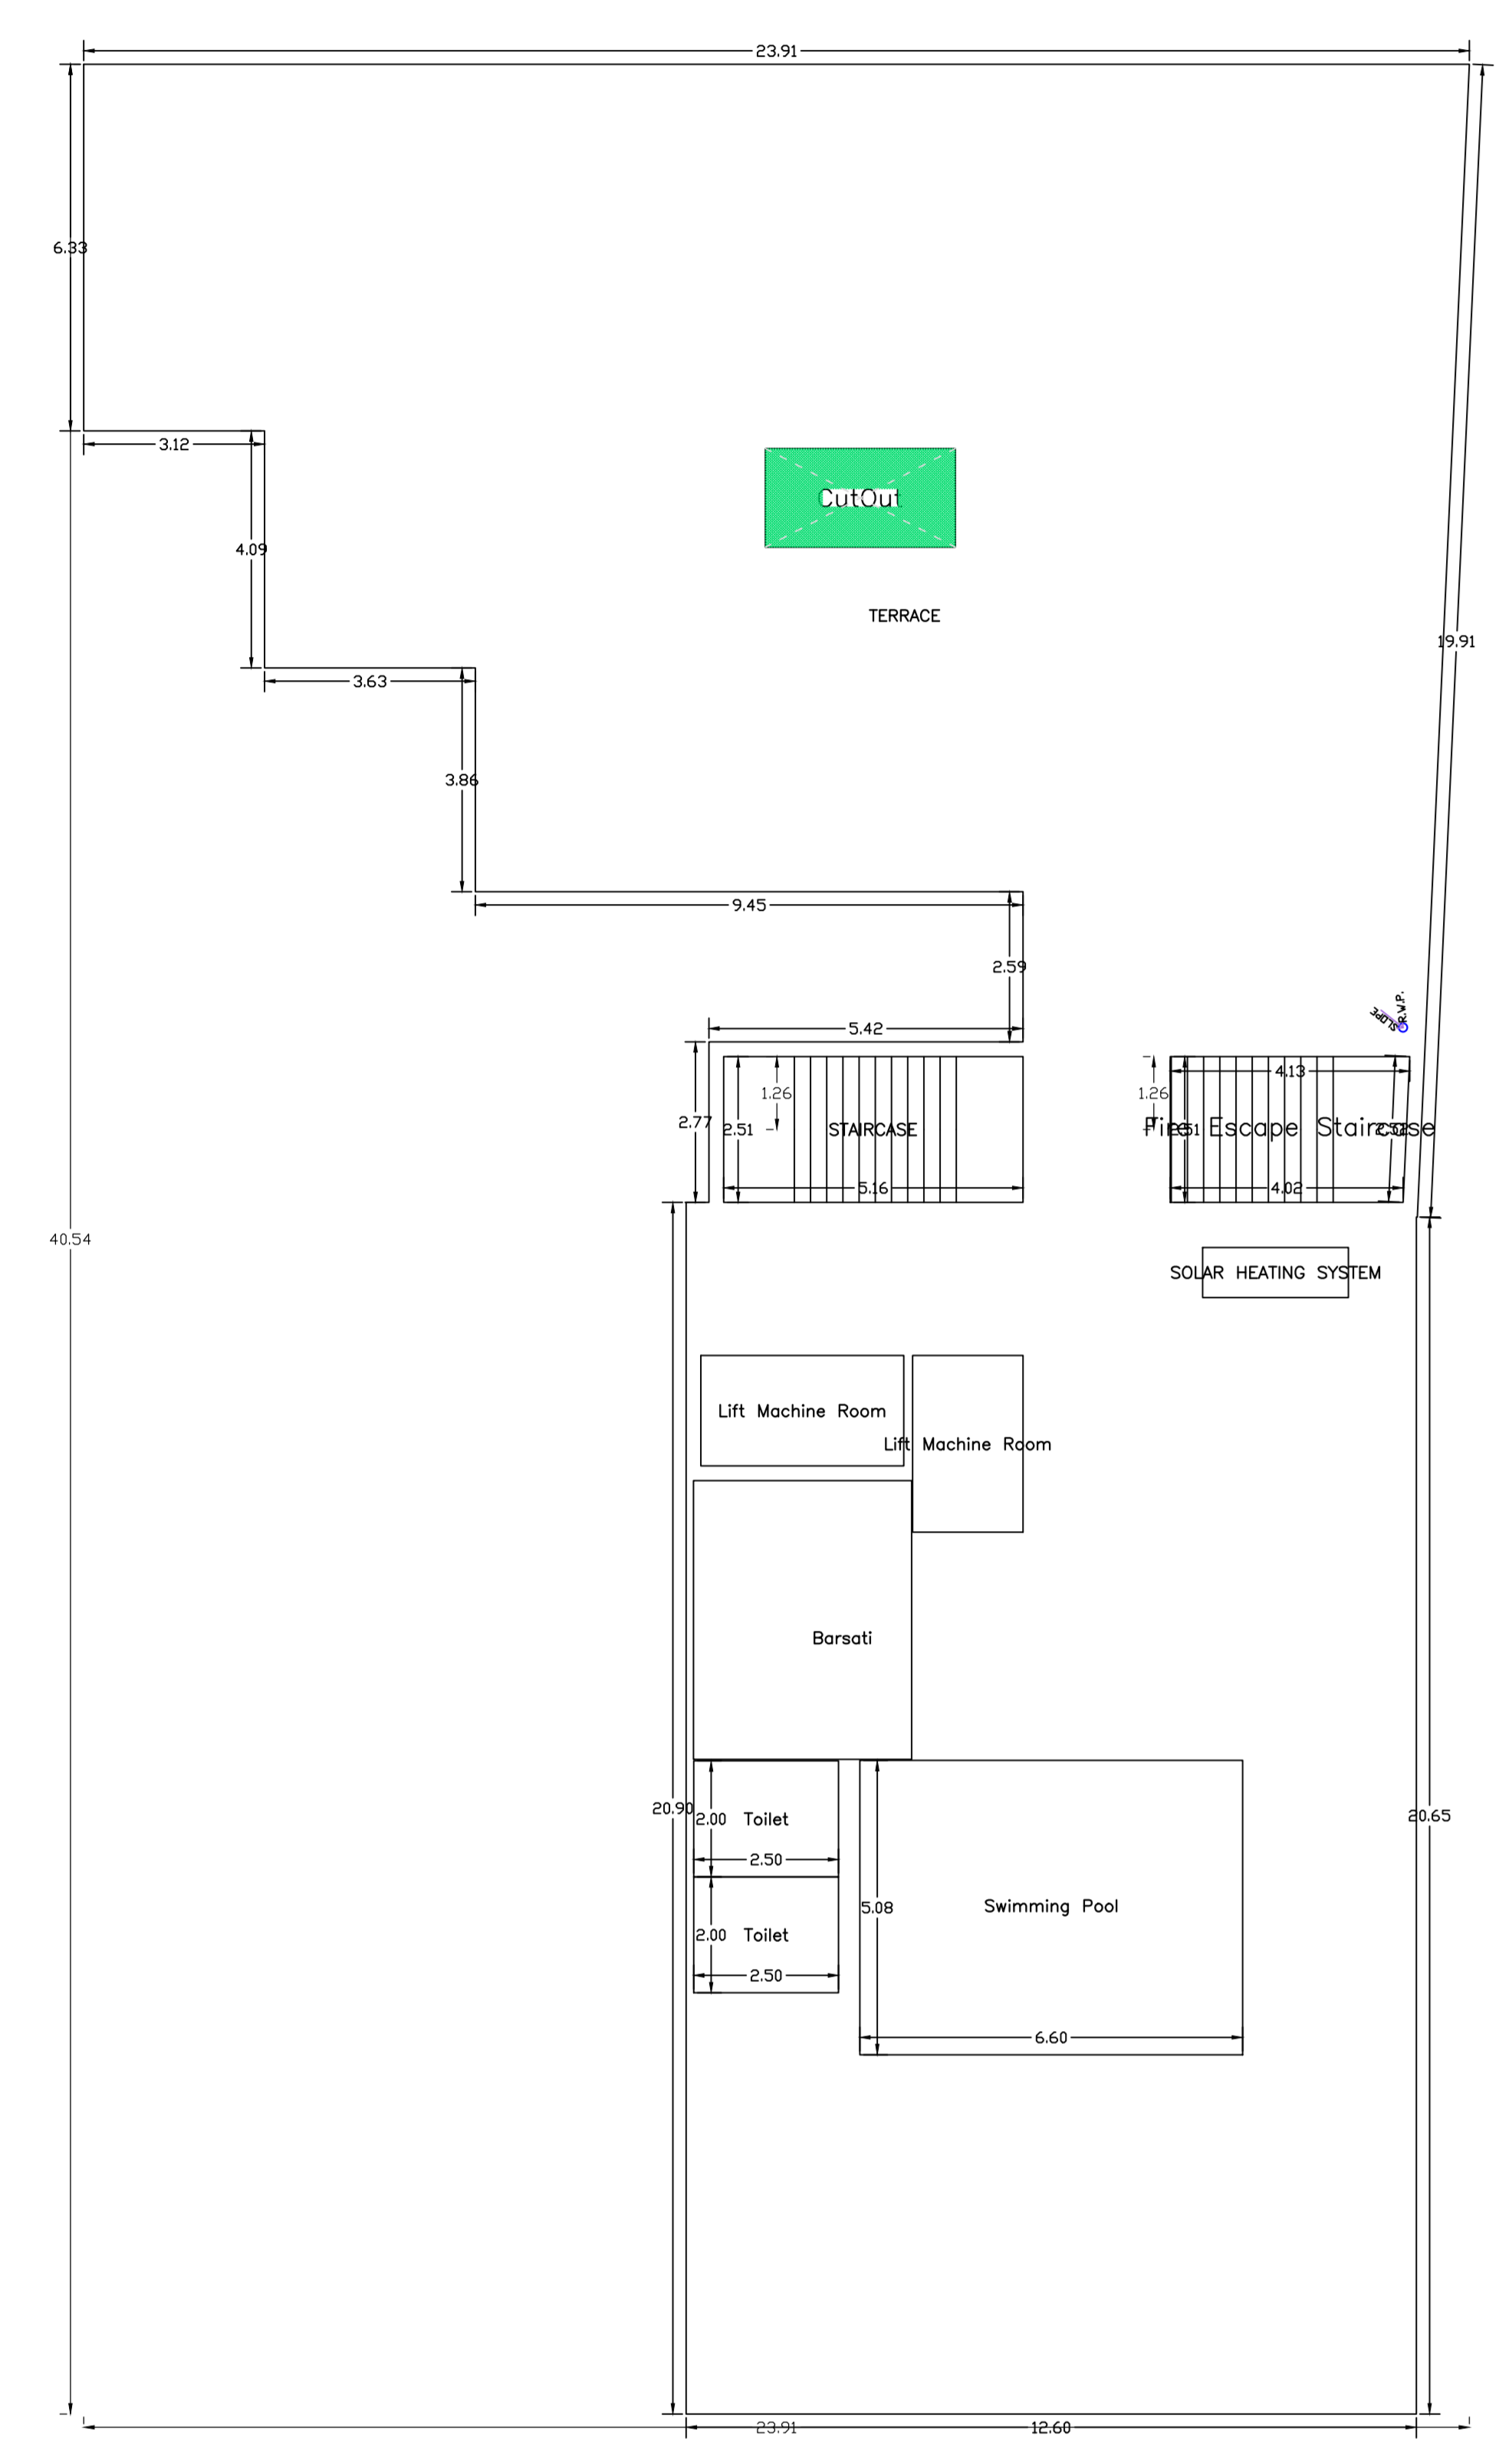 23.91
6.33
3.12
CutOut
4.09
TERRACE
19.91
3.63
3.86
9.45
2.59
R.W.P.
SLOPE
5.42
4.13
1.26
1.26
2.77
2.51
STAIRCASE
Fire Escape Staircase
2.51
2.52
5.16
4.02
40.54
SOLAR HEATING SYSTEM
Lift Machine Room
Lift Machine Room
Barsati
20.90
2.00
Toilet
20.65
2.50
5.08
Swimming Pool
2.00
Toilet
2.50
6.60
23.91
12.60